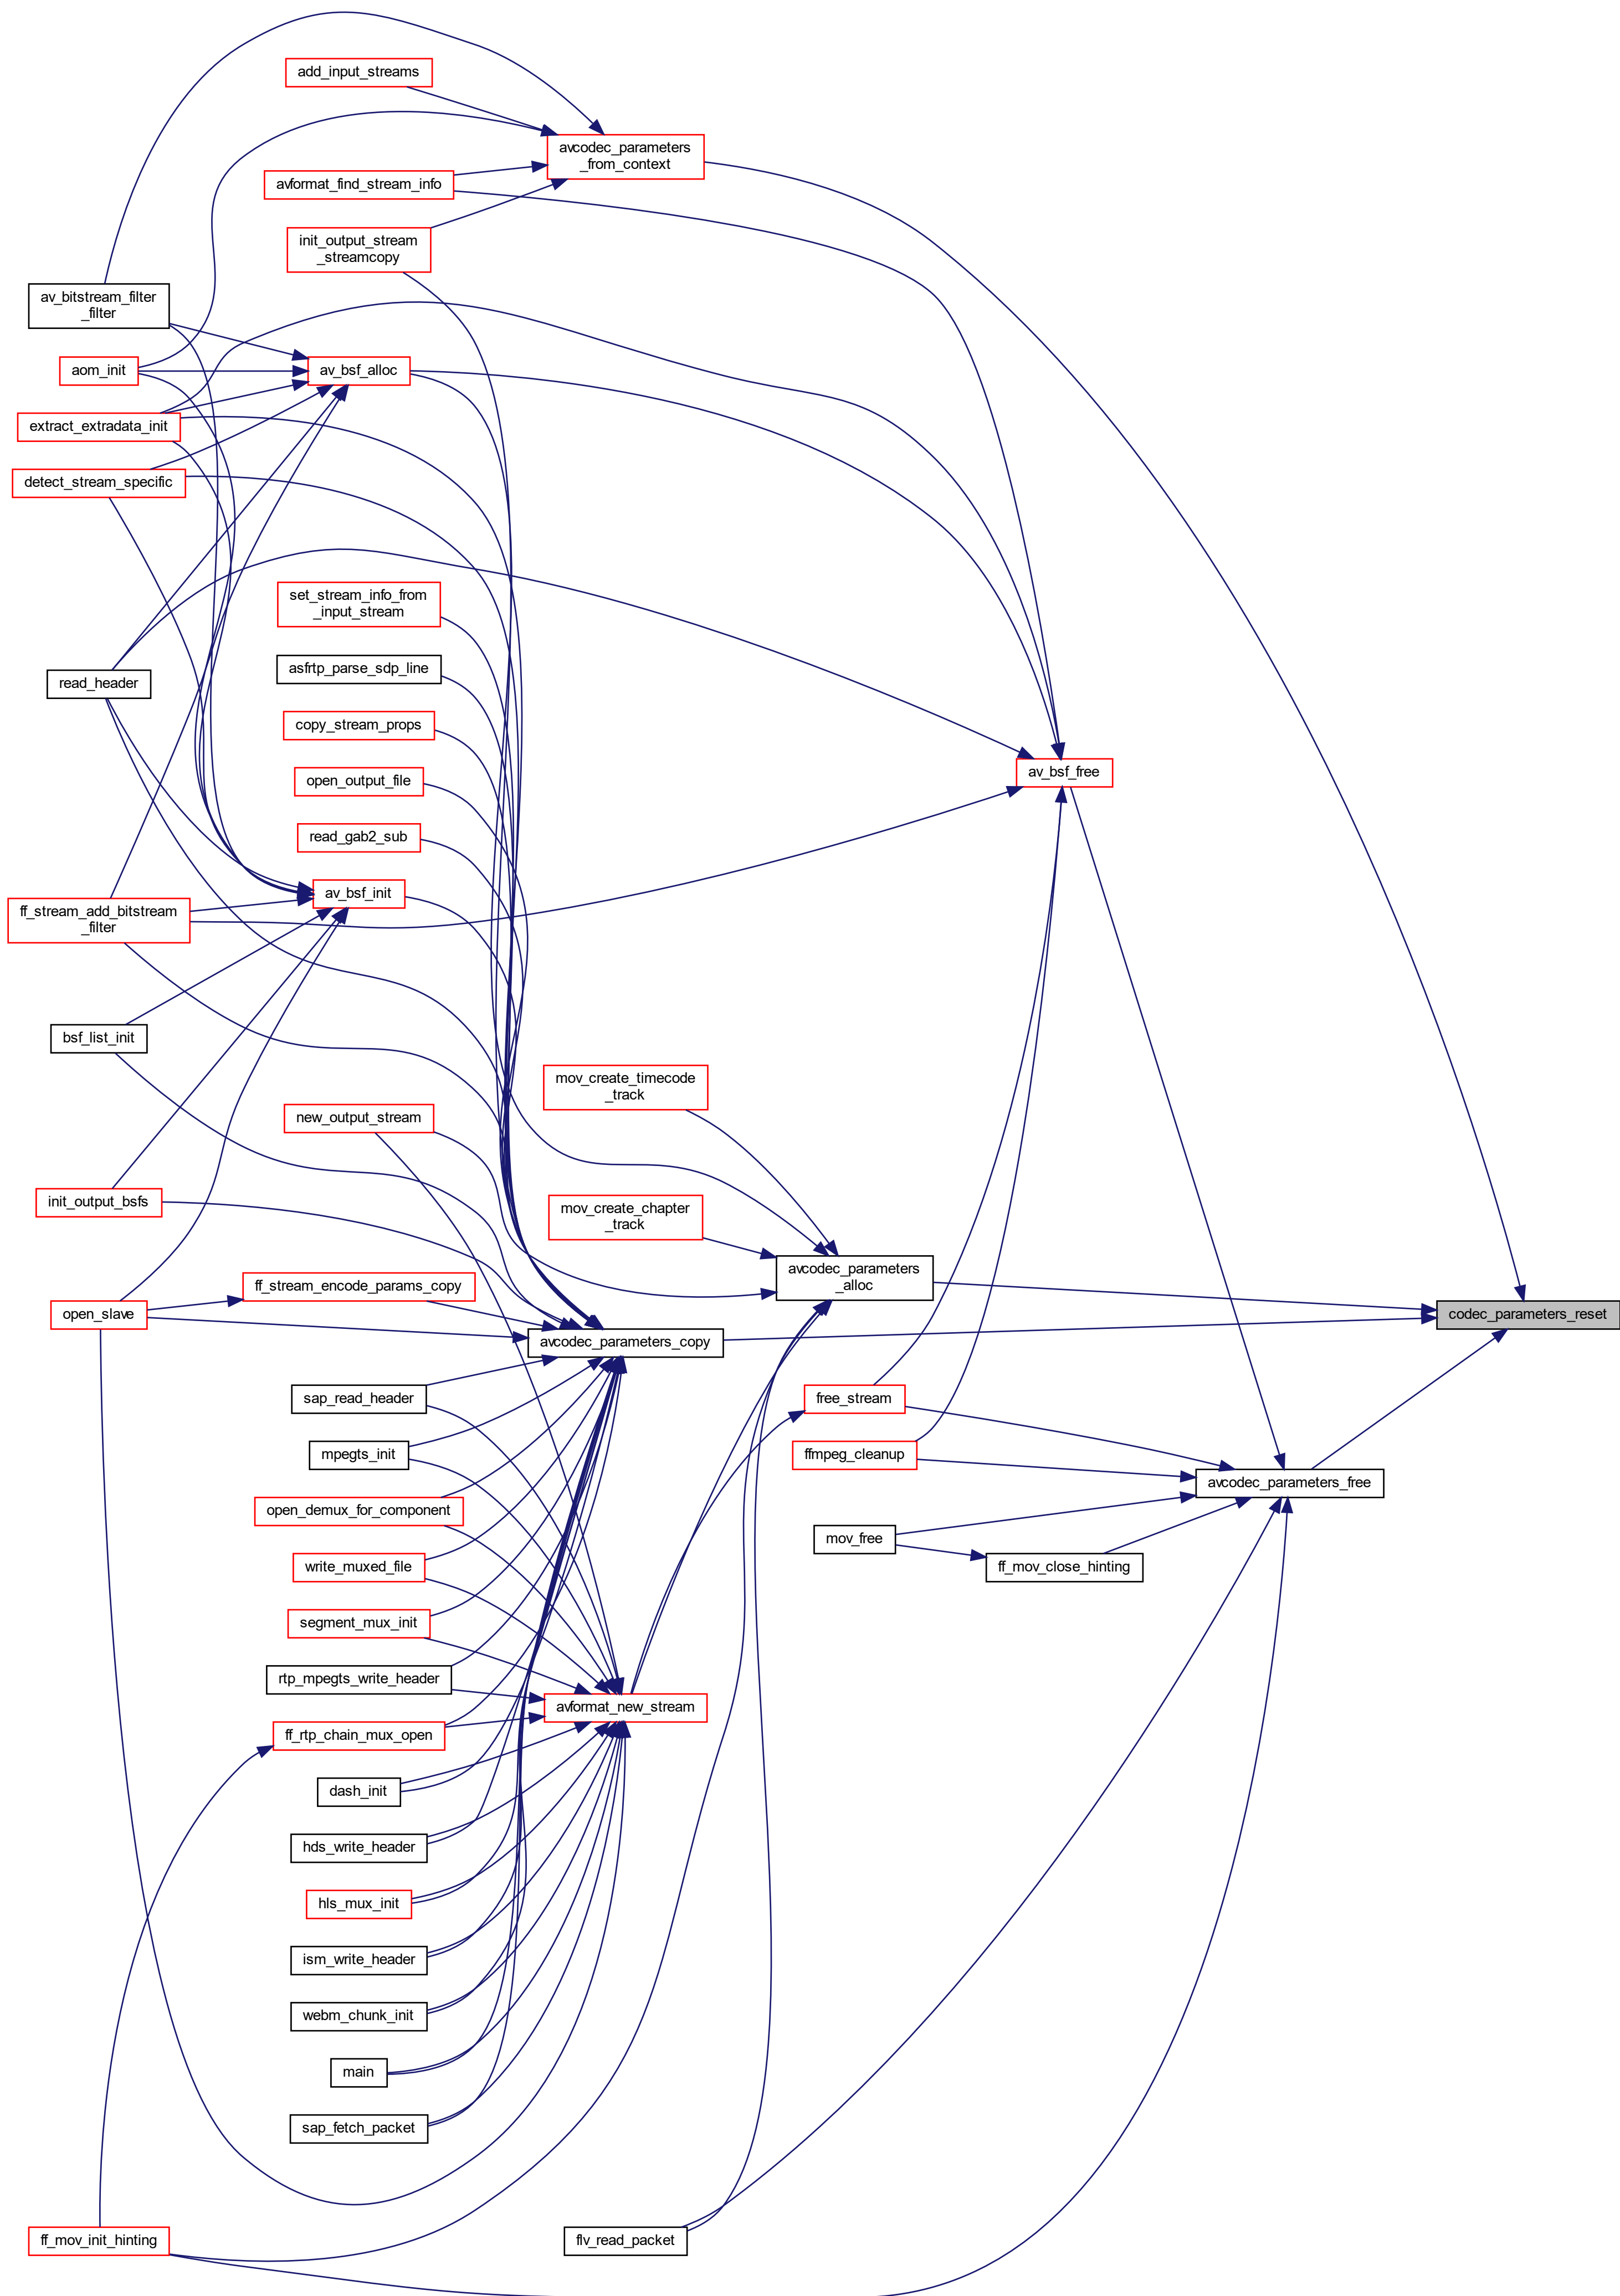 add_input_streams
avcodec_parameters
_from_context
avformat_find_stream_info
init_output_stream
_streamcopy
av_bitstream_filter
_filter
aom_init
av_bsf_alloc
extract_extradata_init
detect_stream_specific
set_stream_info_from
_input_stream
asfrtp_parse_sdp_line
read_header
copy_stream_props
av_bsf_free
open_output_file
read_gab2_sub
av_bsf_init
ff_stream_add_bitstream
_filter
bsf_list_init
mov_create_timecode
_track
new_output_stream
init_output_bsfs
mov_create_chapter
_track
avcodec_parameters
_alloc
ff_stream_encode_params_copy
open_slave
codec_parameters_reset
avcodec_parameters_copy
sap_read_header
free_stream
mpegts_init
ffmpeg_cleanup
avcodec_parameters_free
open_demux_for_component
mov_free
write_muxed_file
ff_mov_close_hinting
segment_mux_init
rtp_mpegts_write_header
avformat_new_stream
ff_rtp_chain_mux_open
dash_init
hds_write_header
hls_mux_init
ism_write_header
webm_chunk_init
main
sap_fetch_packet
ff_mov_init_hinting
flv_read_packet